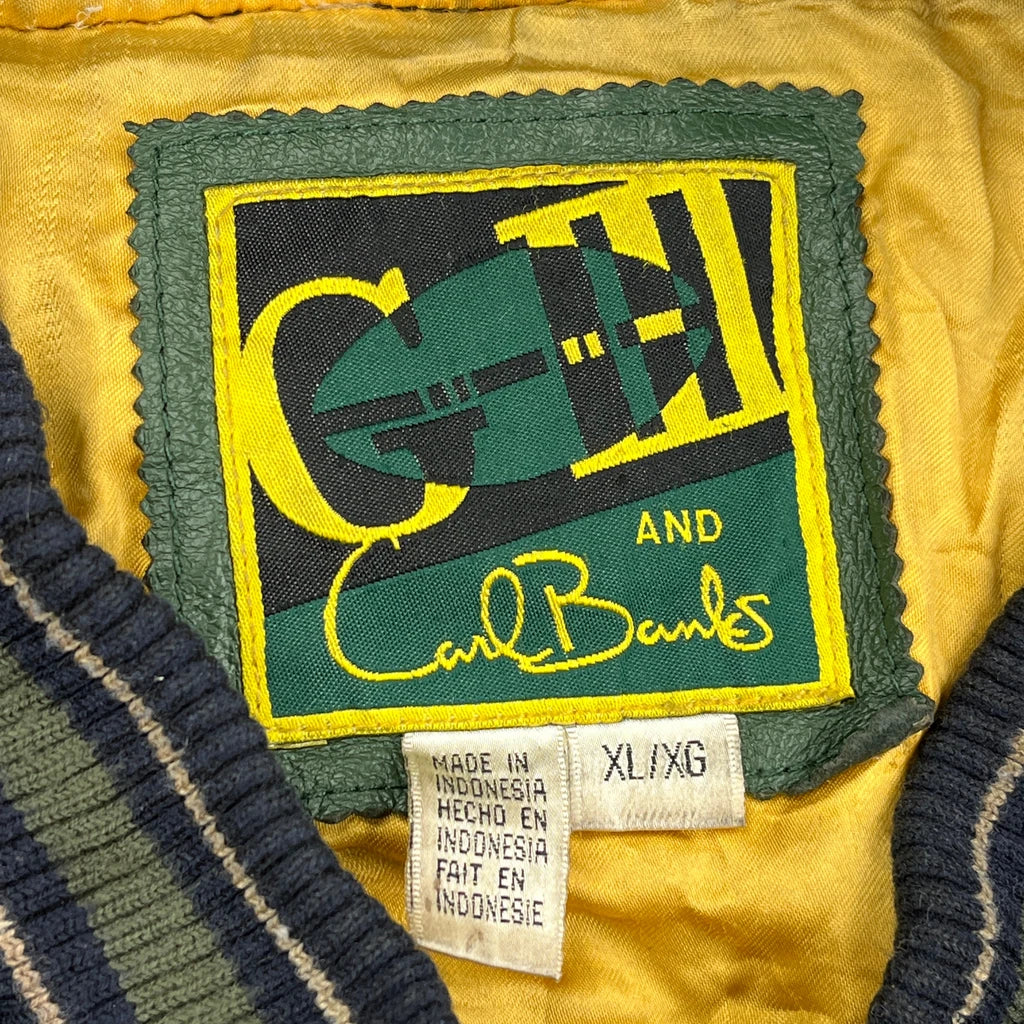 G-III
AND
Carl Banks
MADE IN
INDONESIA
HECHO EN
INDONESIA
FAIT EN
INDONESIE
XL/XG